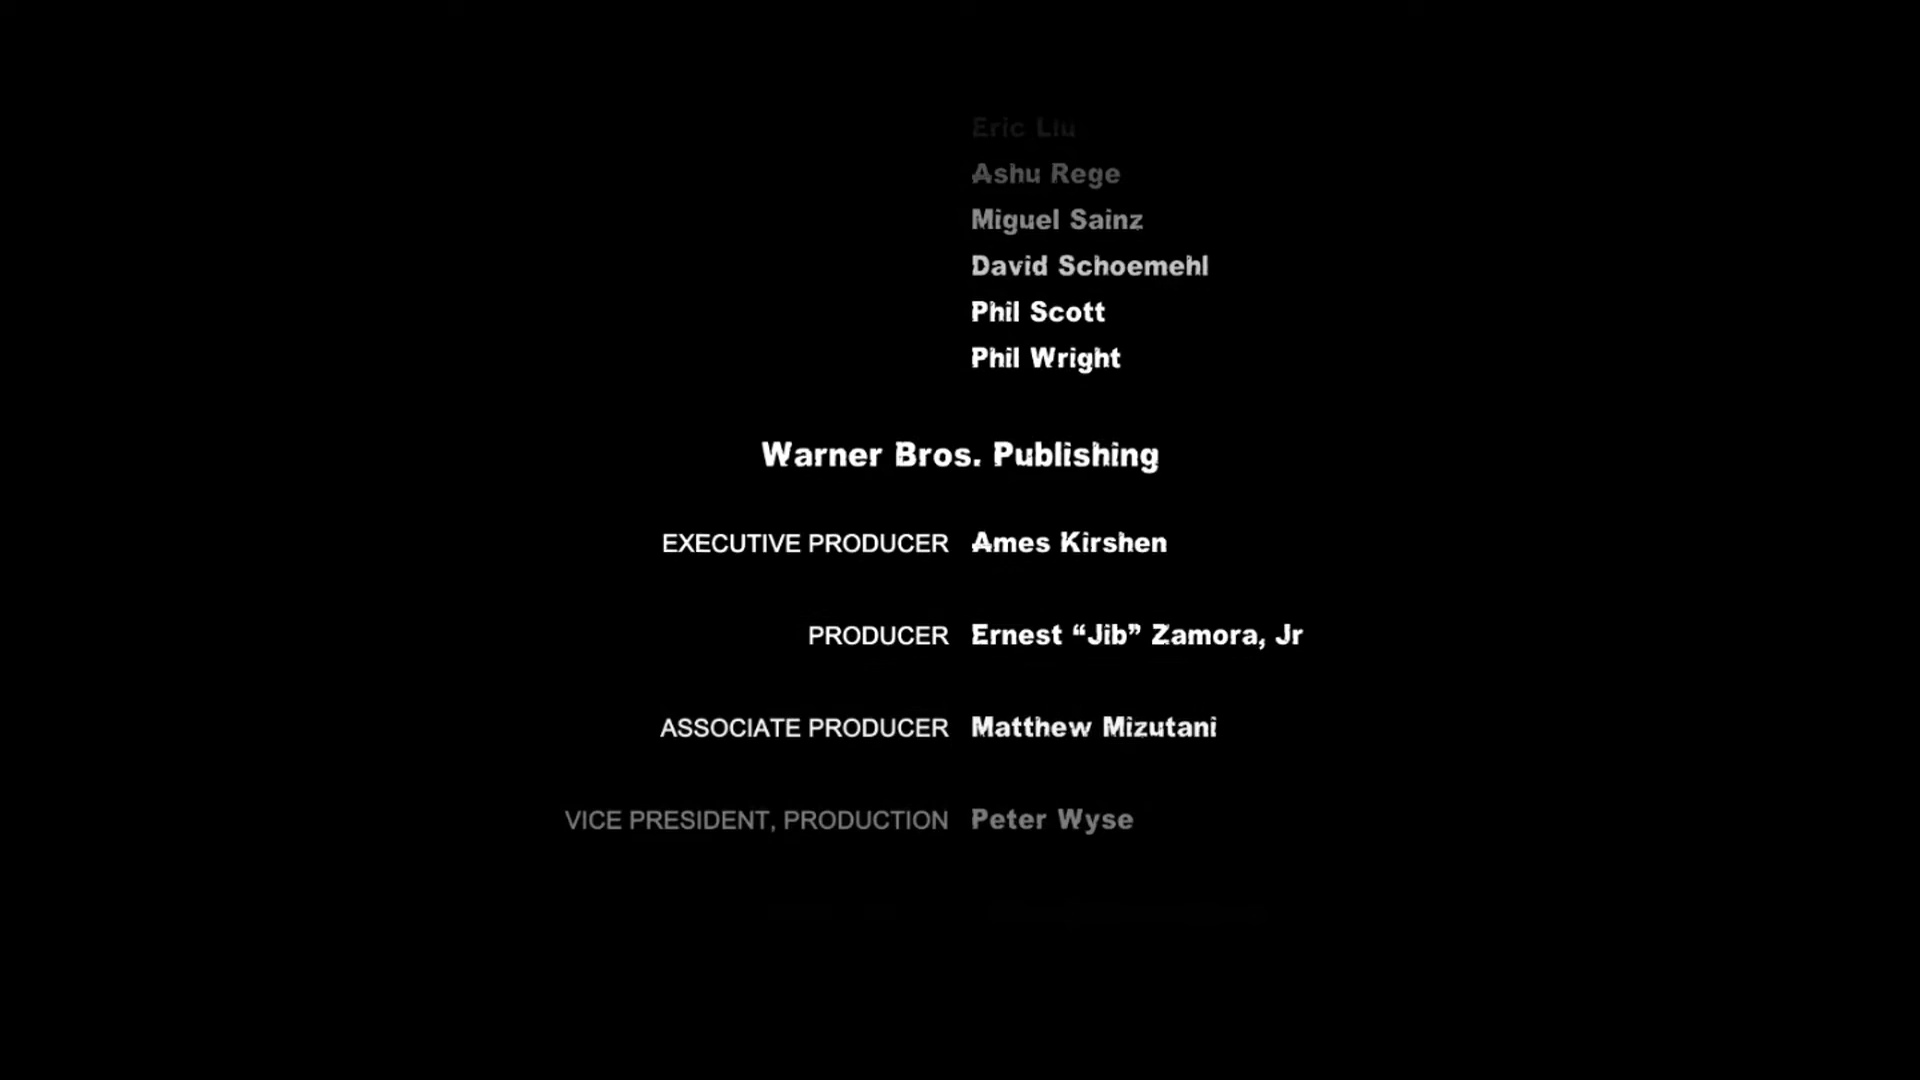 Eric Liu
Ashu Rege
Miguel Sainz
David Schoemehl
Phil Scott
Phil Wright
Warner Bros. Publishing
EXECUTIVE PRODUCER Ames Kirshen
PRODUCER Ernest “Jib” Zamora, Jr
ASSOCIATE PRODUCER Matthew Mizutani
VICE PRESIDENT, PRODUCTION Peter Wyse